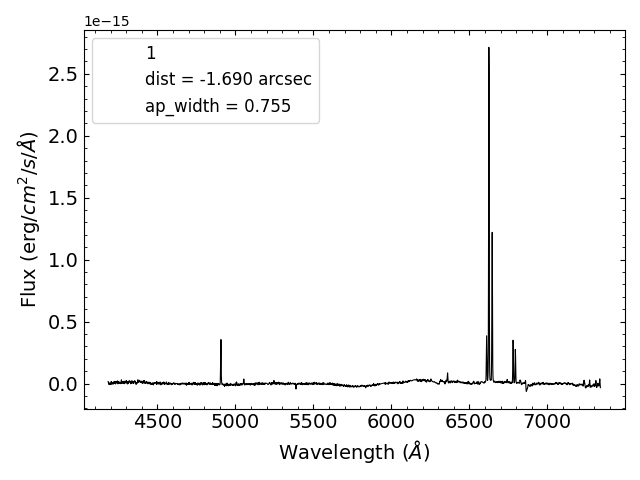 1e−15
1
dist = -1.690 arcsec
ap_width = 0.755
2.5
2.0
1.5
1.0
0.5
0.0
Flux (erg/cm²/s/Å)
4500 5000 5500 6000 6500 7000
Wavelength (Å)